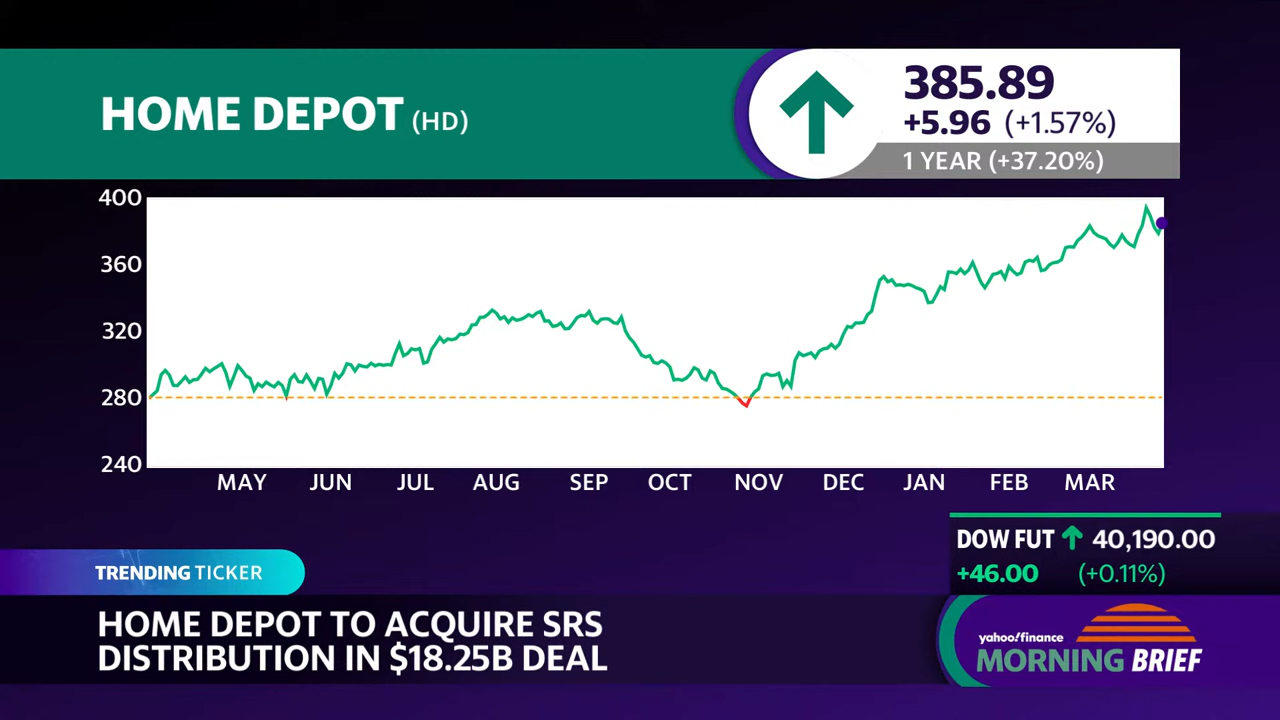 HOME DEPOT (HD)
385.89
+5.96 (+1.57%)
1 YEAR (+37.20%)
400
360
320
280
240
MAY JUN JUL AUG SEP OCT NOV DEC JAN FEB MAR
DOW FUT 40,190.00
+46.00 (+0.11%)
TRENDING TICKER
HOME DEPOT TO ACQUIRE SRS
DISTRIBUTION IN $18.25B DEAL
yahoo!finance
MORNING BRIEF